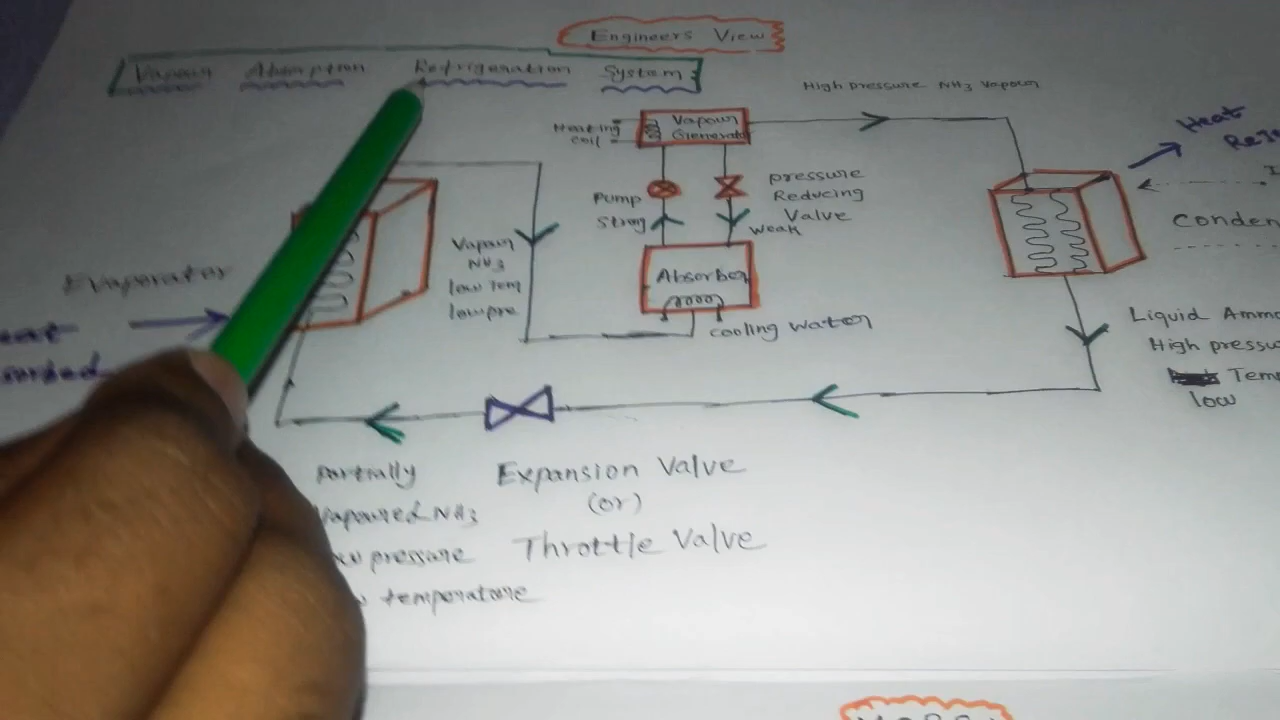 Engineers View
Vapour Absorption Refrigeration System
High pressure NH3 Vapour
Heating
coil
Vapour
Generator
Heat
Pump
Strong
pressure
Reducing
Valve
weak
Absorber
cooling water
Vapour
NH3
low tem
low pre
Evaporator
eat
sorbed
Conden
Liquid Ammo
High pressu
Tem
low
Partially
Vapoured NH3
pressure
temperature
Expansion Valve
(or)
Throttle Valve